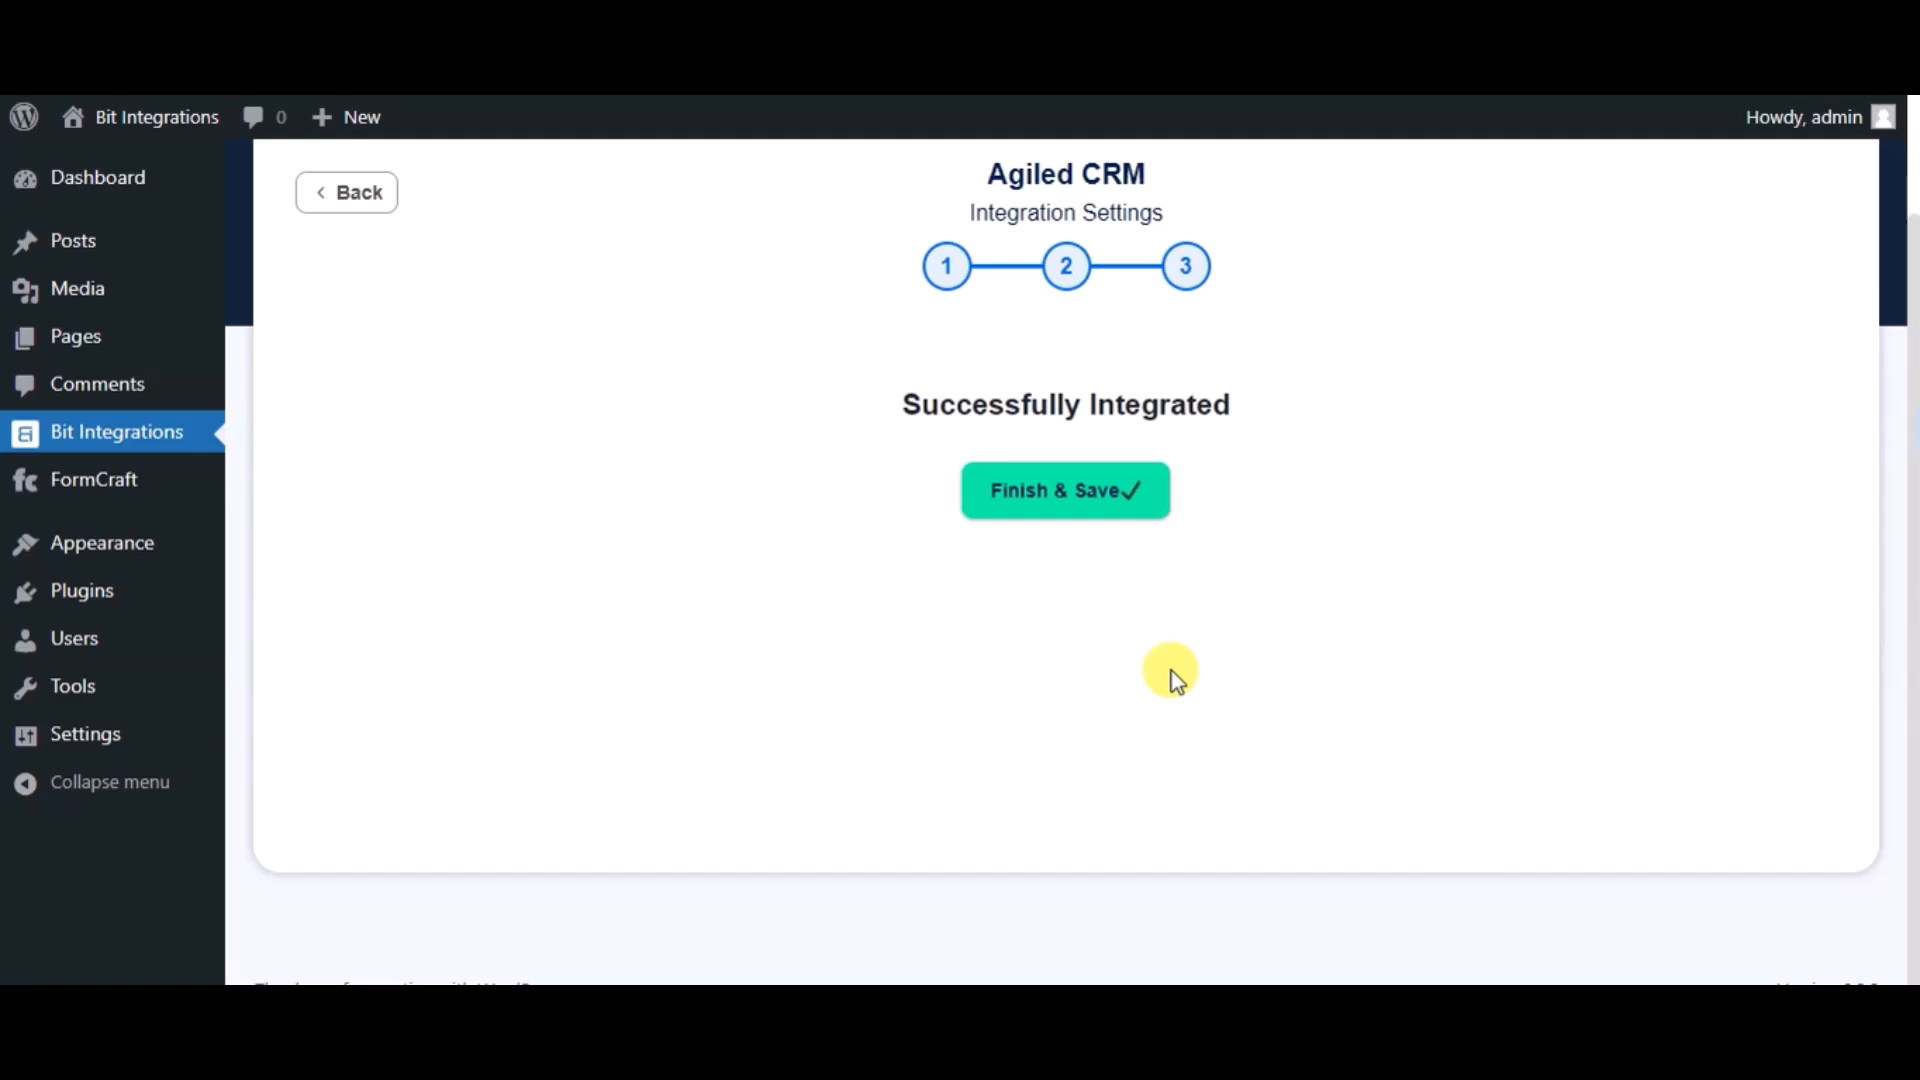 Bit Integrations 0 New Howdy, admin
Dashboard
Posts
Media
Pages
Comments
Bit Integrations
FormCraft
Appearance
Plugins
Users
Tools
Settings
Collapse menu
Back
Agiled CRM
Integration Settings
1 2 3
Successfully Integrated
Finish & Save